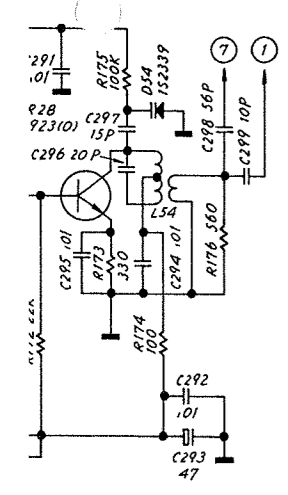 7
1
C291
.01
R175
100K
D54
1S2339
R28
923(O)
C297
15P
C296 20P
C298 56P
C299 10P
L54
C295 .01
R173
330
C294 .01
R176 560
R174
100
C292
.01
C293
47